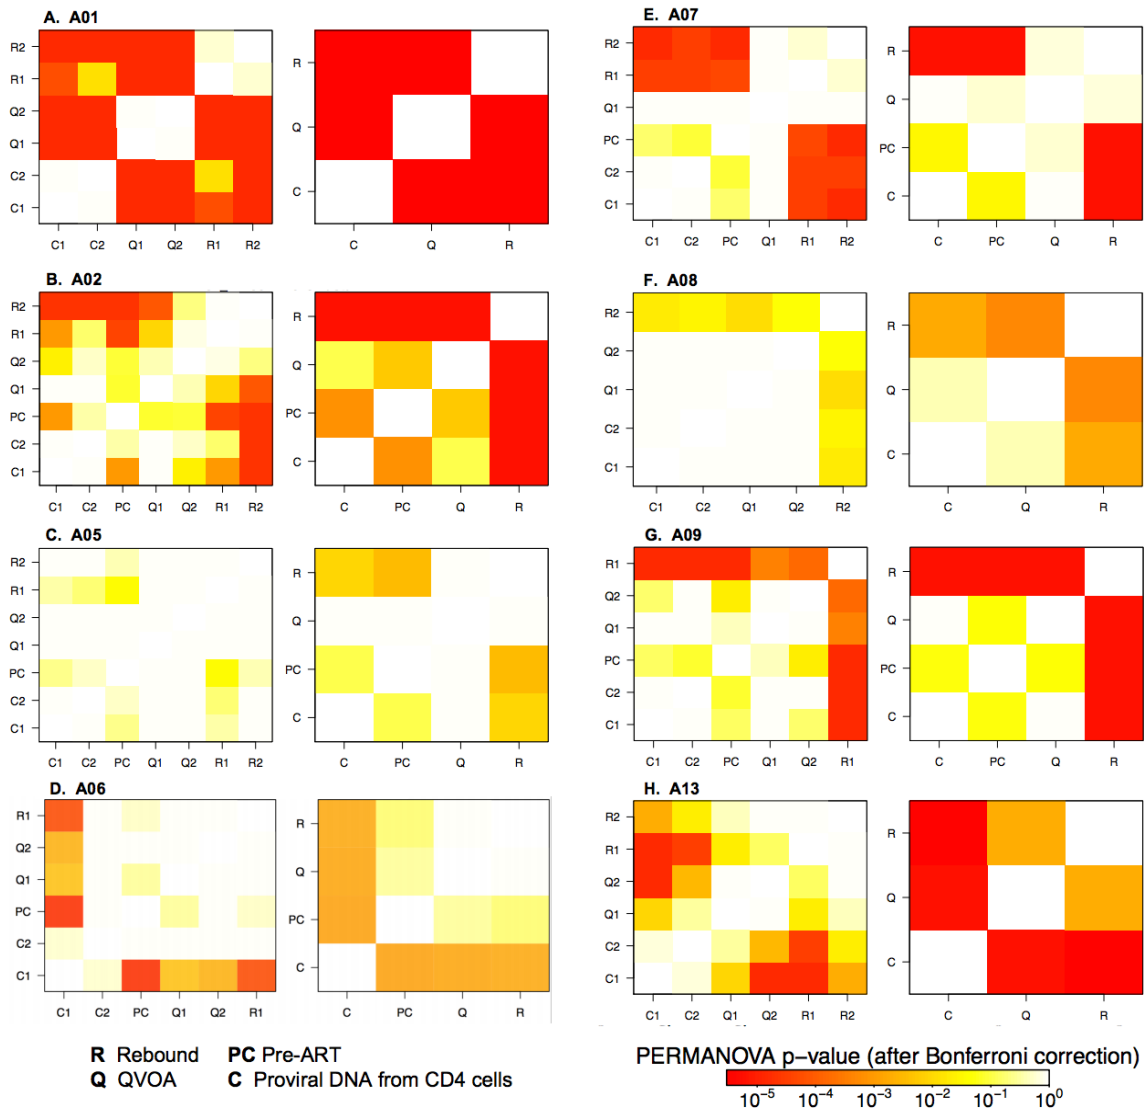 A. A01
R2
R1
Q2
Q1
C2
C1
C1 C2 Q1 Q2 R1 R2
R
Q
C
C Q R
B. A02
R2
R1
Q2
Q1
PC
C2
C1
C1 C2 PC Q1 Q2 R1 R2
R
Q
PC
C
C PC Q R
C. A05
R2
R1
Q2
Q1
PC
C2
C1
C1 C2 PC Q1 Q2 R1 R2
R
Q
PC
C
C PC Q R
D. A06
R1
Q2
Q1
PC
C2
C1
C1 C2 PC Q1 Q2 R1
R
Q
PC
C
C PC Q R
E. A07
R2
R1
Q1
PC
C2
C1
C1 C2 PC Q1 R1 R2
R
Q
PC
C
C PC Q R
F. A08
R2
Q2
Q1
C2
C1
C1 C2 Q1 Q2 R2
R
Q
C
C Q R
G. A09
R1
Q2
Q1
PC
C2
C1
C1 C2 PC Q1 Q2 R1
R
Q
PC
C
C PC Q R
H. A13
R2
R1
Q2
Q1
C2
C1
C1 C2 Q1 Q2 R1 R2
R
Q
C
C Q R
R Rebound PC Pre-ART
Q QVOA C Proviral DNA from CD4 cells
PERMANOVA p−value (after Bonferroni correction)
10⁻⁵ 10⁻⁴ 10⁻³ 10⁻² 10⁻¹ 10⁰